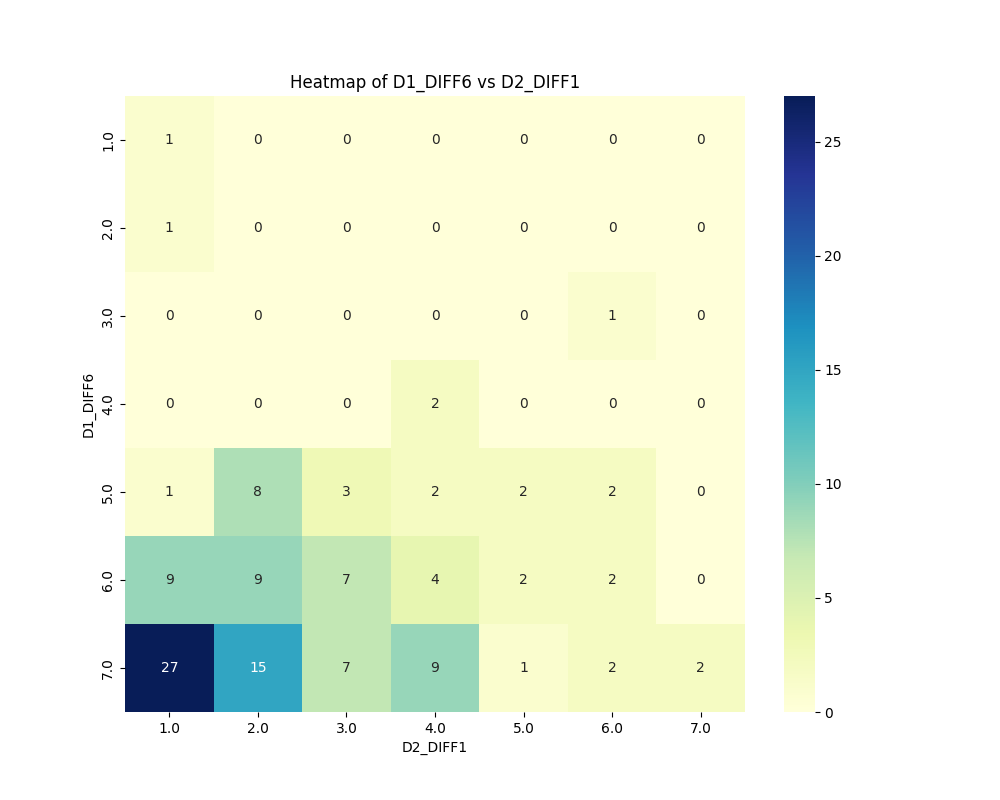 Heatmap of D1_DIFF6 vs D2_DIFF1
D1_DIFF6
1.0 1 0 0 0 0 0 0
2.0 1 0 0 0 0 0 0
3.0 0 0 0 0 0 1 0
4.0 0 0 0 2 0 0 0
5.0 1 8 3 2 2 2 0
6.0 9 9 7 4 2 2 0
7.0 27 15 7 9 1 2 2
1.0 2.0 3.0 4.0 5.0 6.0 7.0
D2_DIFF1
25
20
15
10
5
0